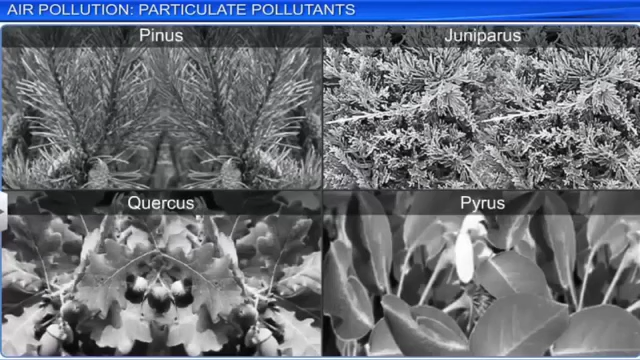 AIR POLLUTION: PARTICULATE POLLUTANTS
Pinus
Juniparus
Quercus
Pyrus